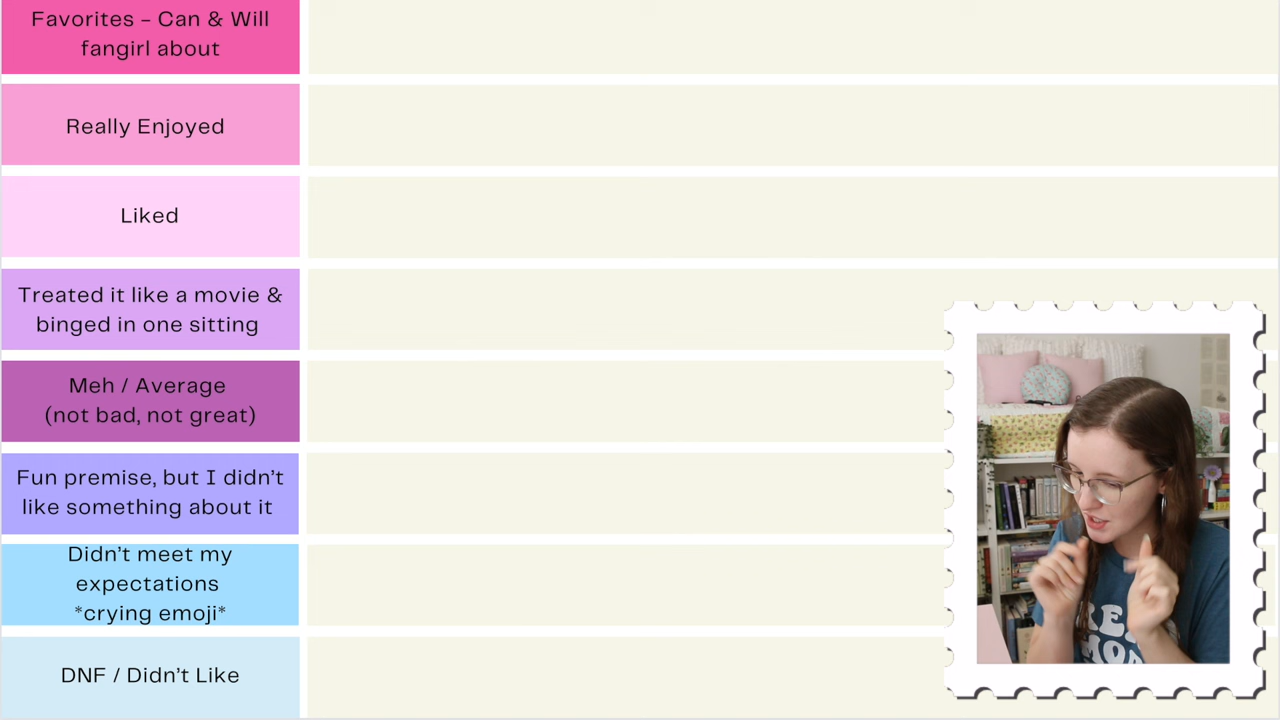 Favorites – Can & Will
fangirl about
Really Enjoyed
Liked
Treated it like a movie &
binged in one sitting
Meh / Average
(not bad, not great)
Fun premise, but I didn’t
like something about it
Didn’t meet my
expectations
*crying emoji*
DNF / Didn’t Like